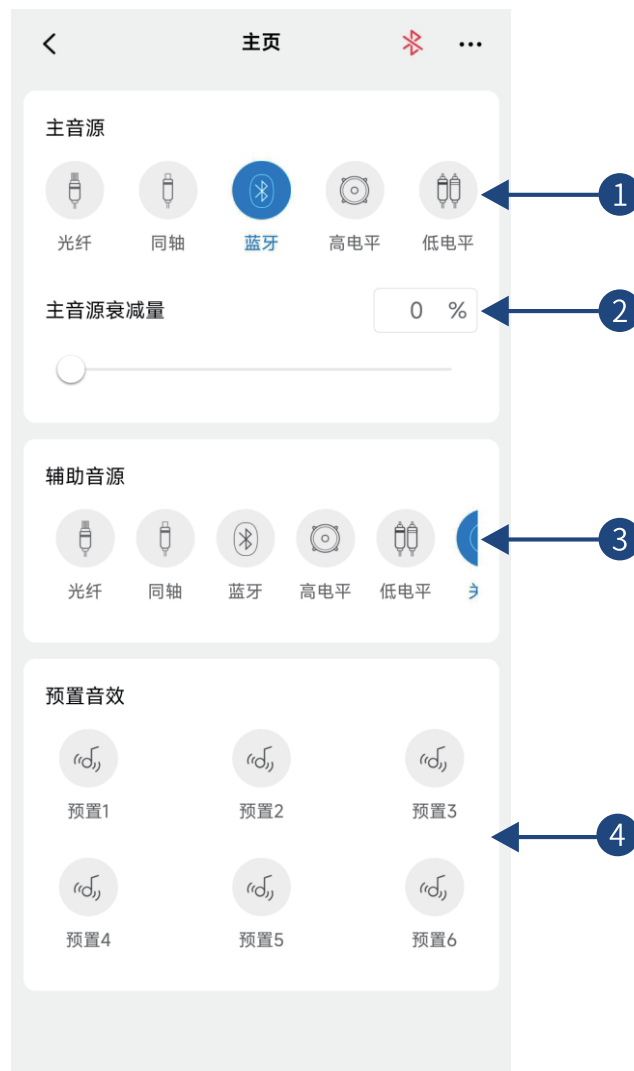 主页
主音源
光纤 同轴 蓝牙 高电平 低电平
1
主音源衰减量 0 %
2
辅助音源
光纤 同轴 蓝牙 高电平 低电平
3
预置音效
预置1 预置2 预置3
4
预置4 预置5 预置6